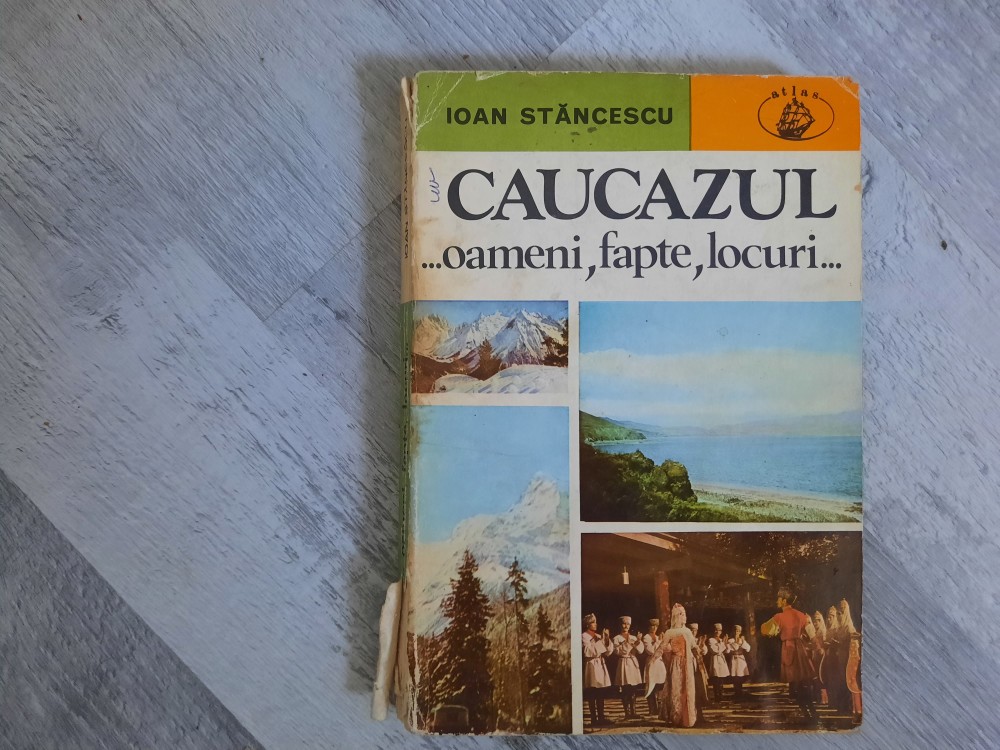 IOAN STĂNCESCU
atlas
CAUCAZUL
...oameni, fapte, locuri...